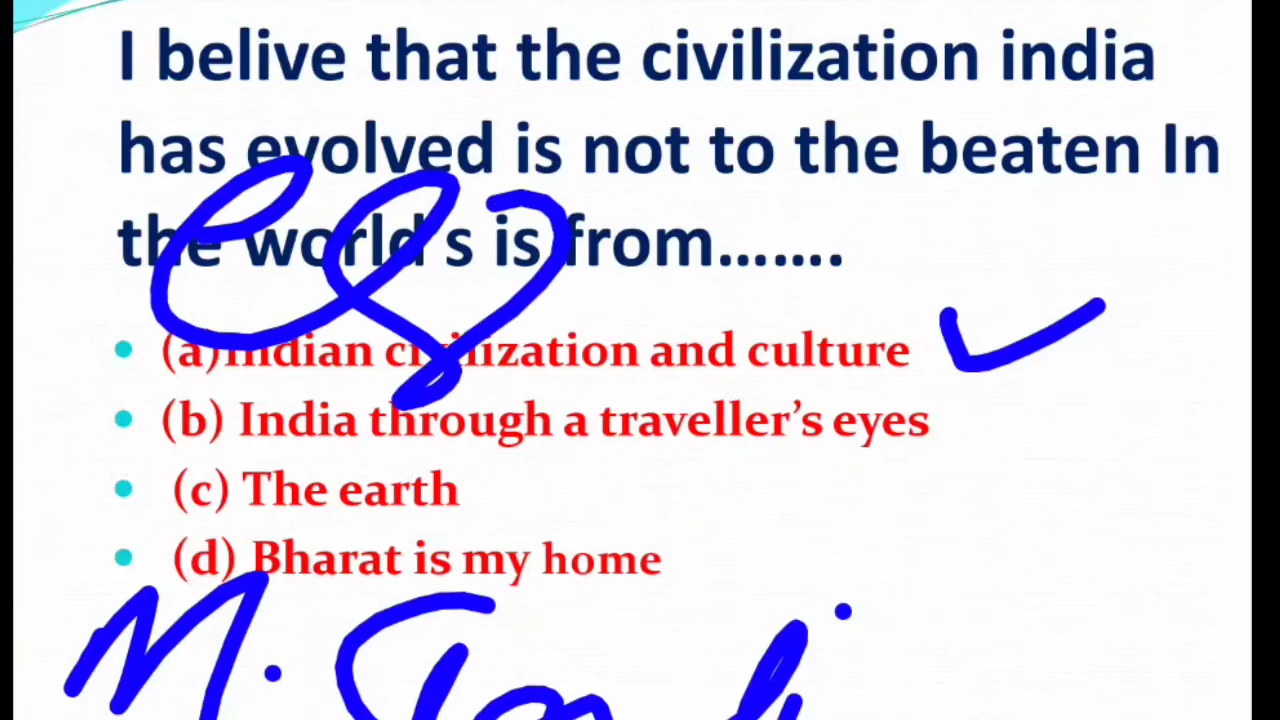 I belive that the civilization india
has evolved is not to the beaten In
the world's is from.......
• (a)Indian civilization and culture
• (b) India through a traveller’s eyes
• (c) The earth
• (d) Bharat is my home
M.